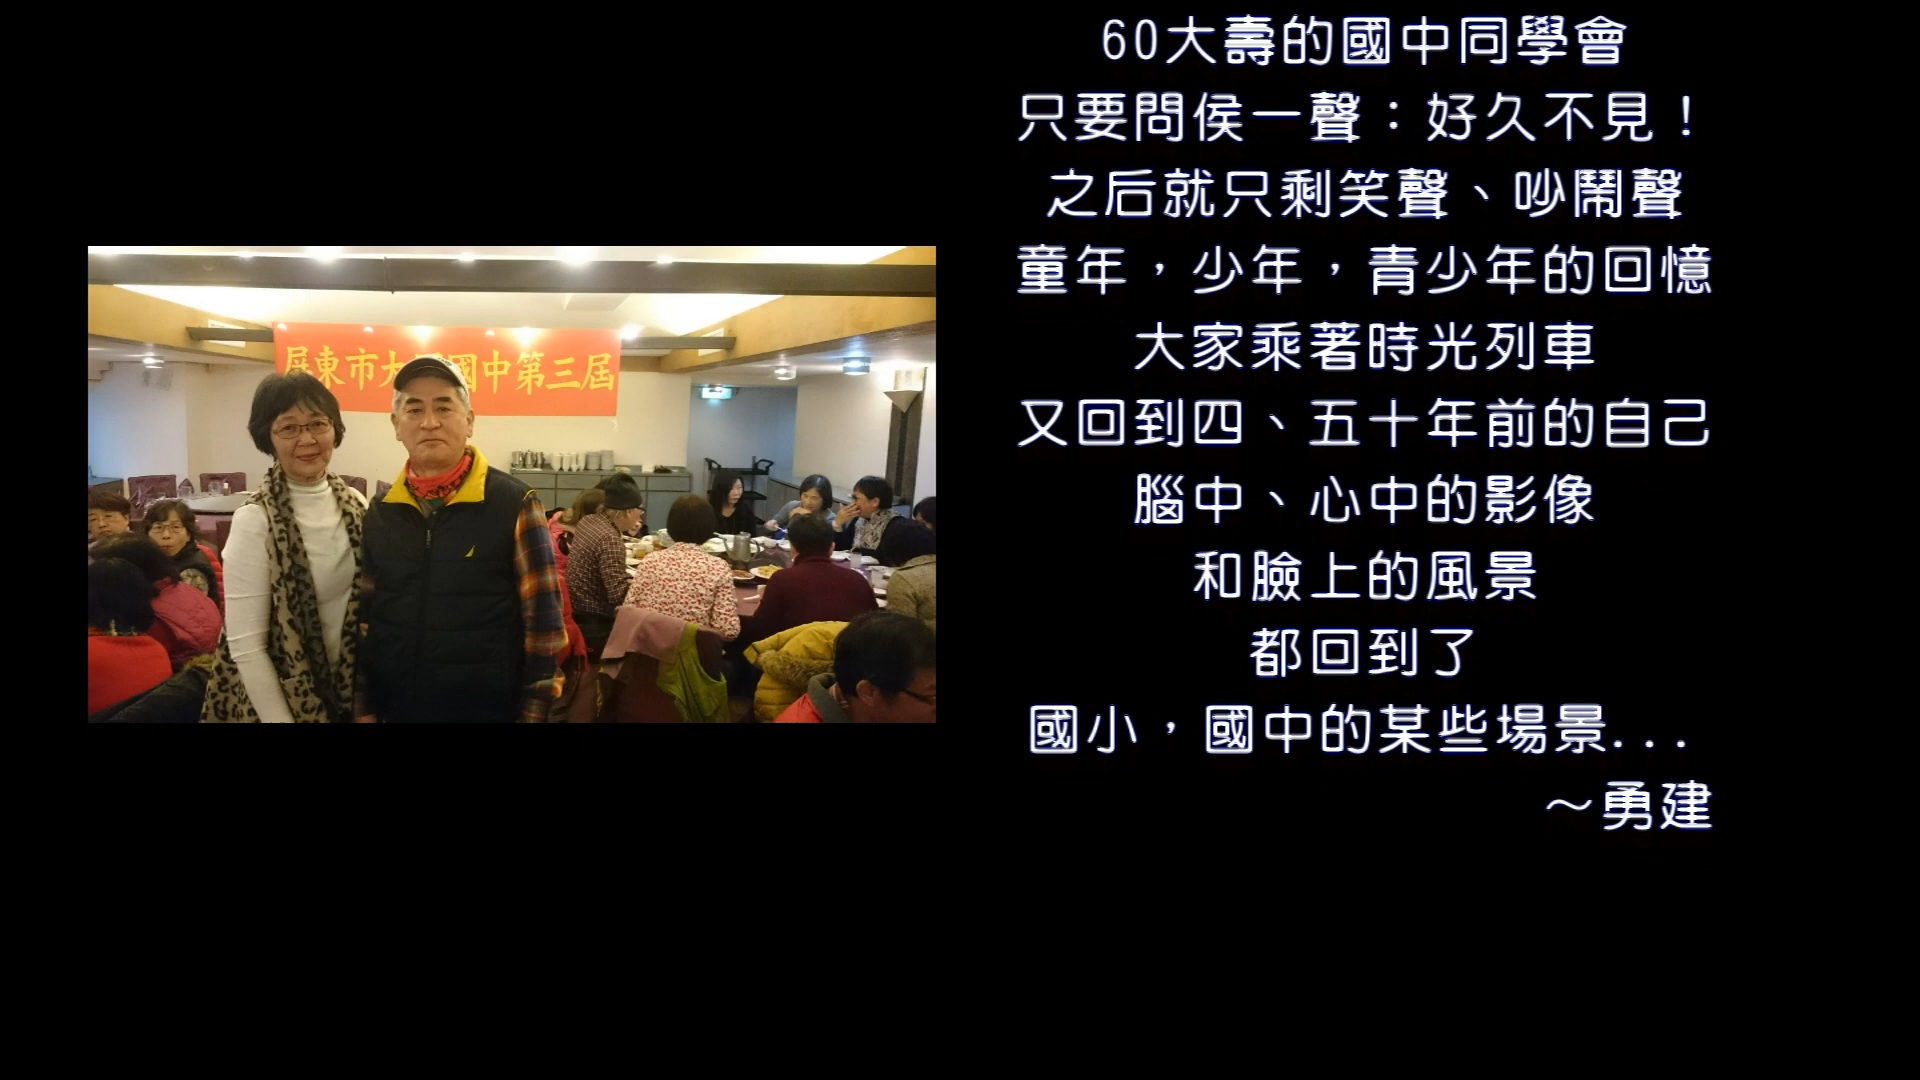 屏東市大 國中第三屆
60大壽的國中同學會
只要問侯一聲：好久不見！
之后就只剩笑聲、吵鬧聲
童年，少年，青少年的回憶
大家乘著時光列車
又回到四、五十年前的自己
腦中、心中的影像
和臉上的風景
都回到了
國小，國中的某些場景...
～勇建